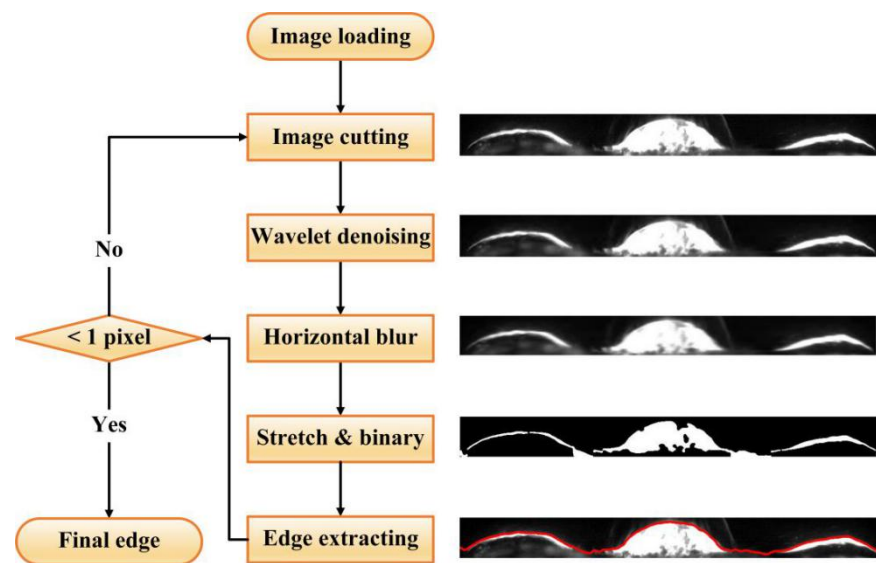 Image loading
Image cutting
Wavelet denoising
No
< 1 pixel
Horizontal blur
Yes
Stretch & binary
Final edge
Edge extracting